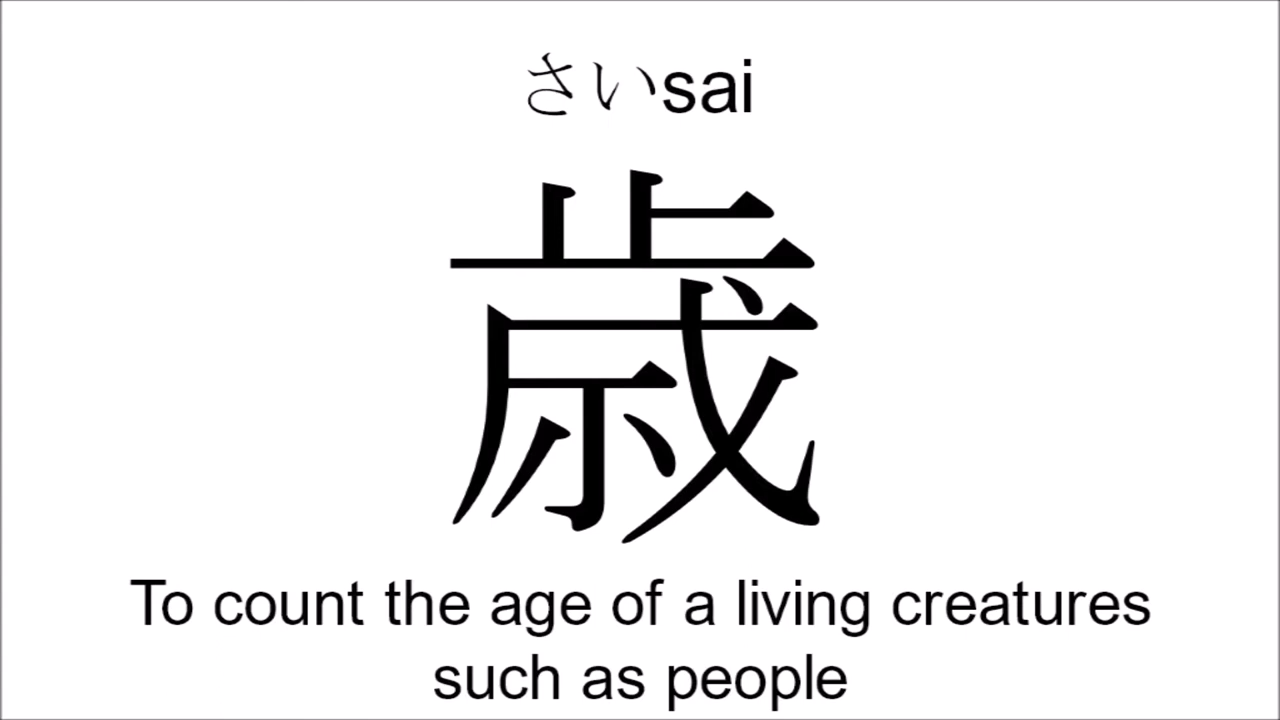 さいsai
歳
To count the age of a living creatures
such as people